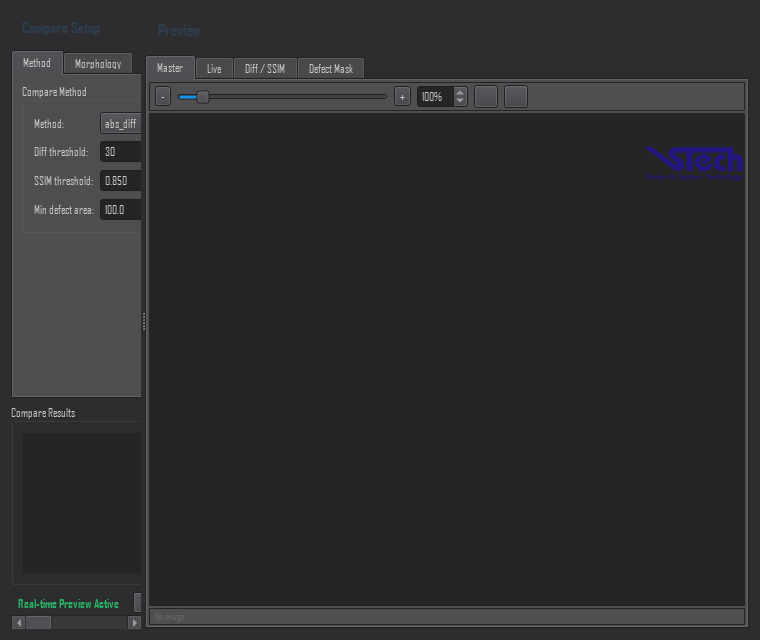 Compare Setup
Preview
Method
Morphology
Master
Live
Diff / SSIM
Defect Mask
Compare Method
-
+
100%
Method:
abs_diff
Diff threshold:
30
SSIM threshold:
0.850
Min defect area:
100.0
VSTech
Compare Results
Real-time Preview Active
No image